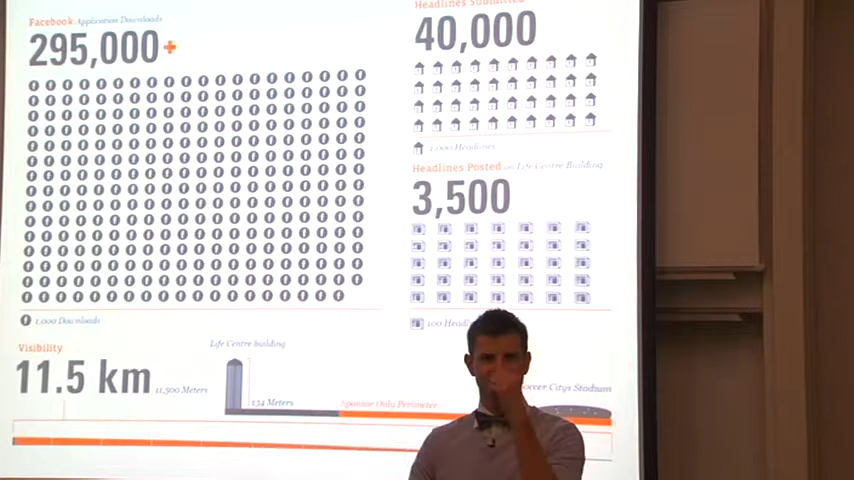 Facebook Application Downloads
295,000+
1,000 Downloads
Headlines Submitted
40,000
1,000 Headlines
Headlines Posted on Life Centre Building
3,500
100
Visibility
11.5 km 11,500 Meters
Life Centre building
134 Meters
Sponsor Only Perimeter
Soccer Citys Stadium